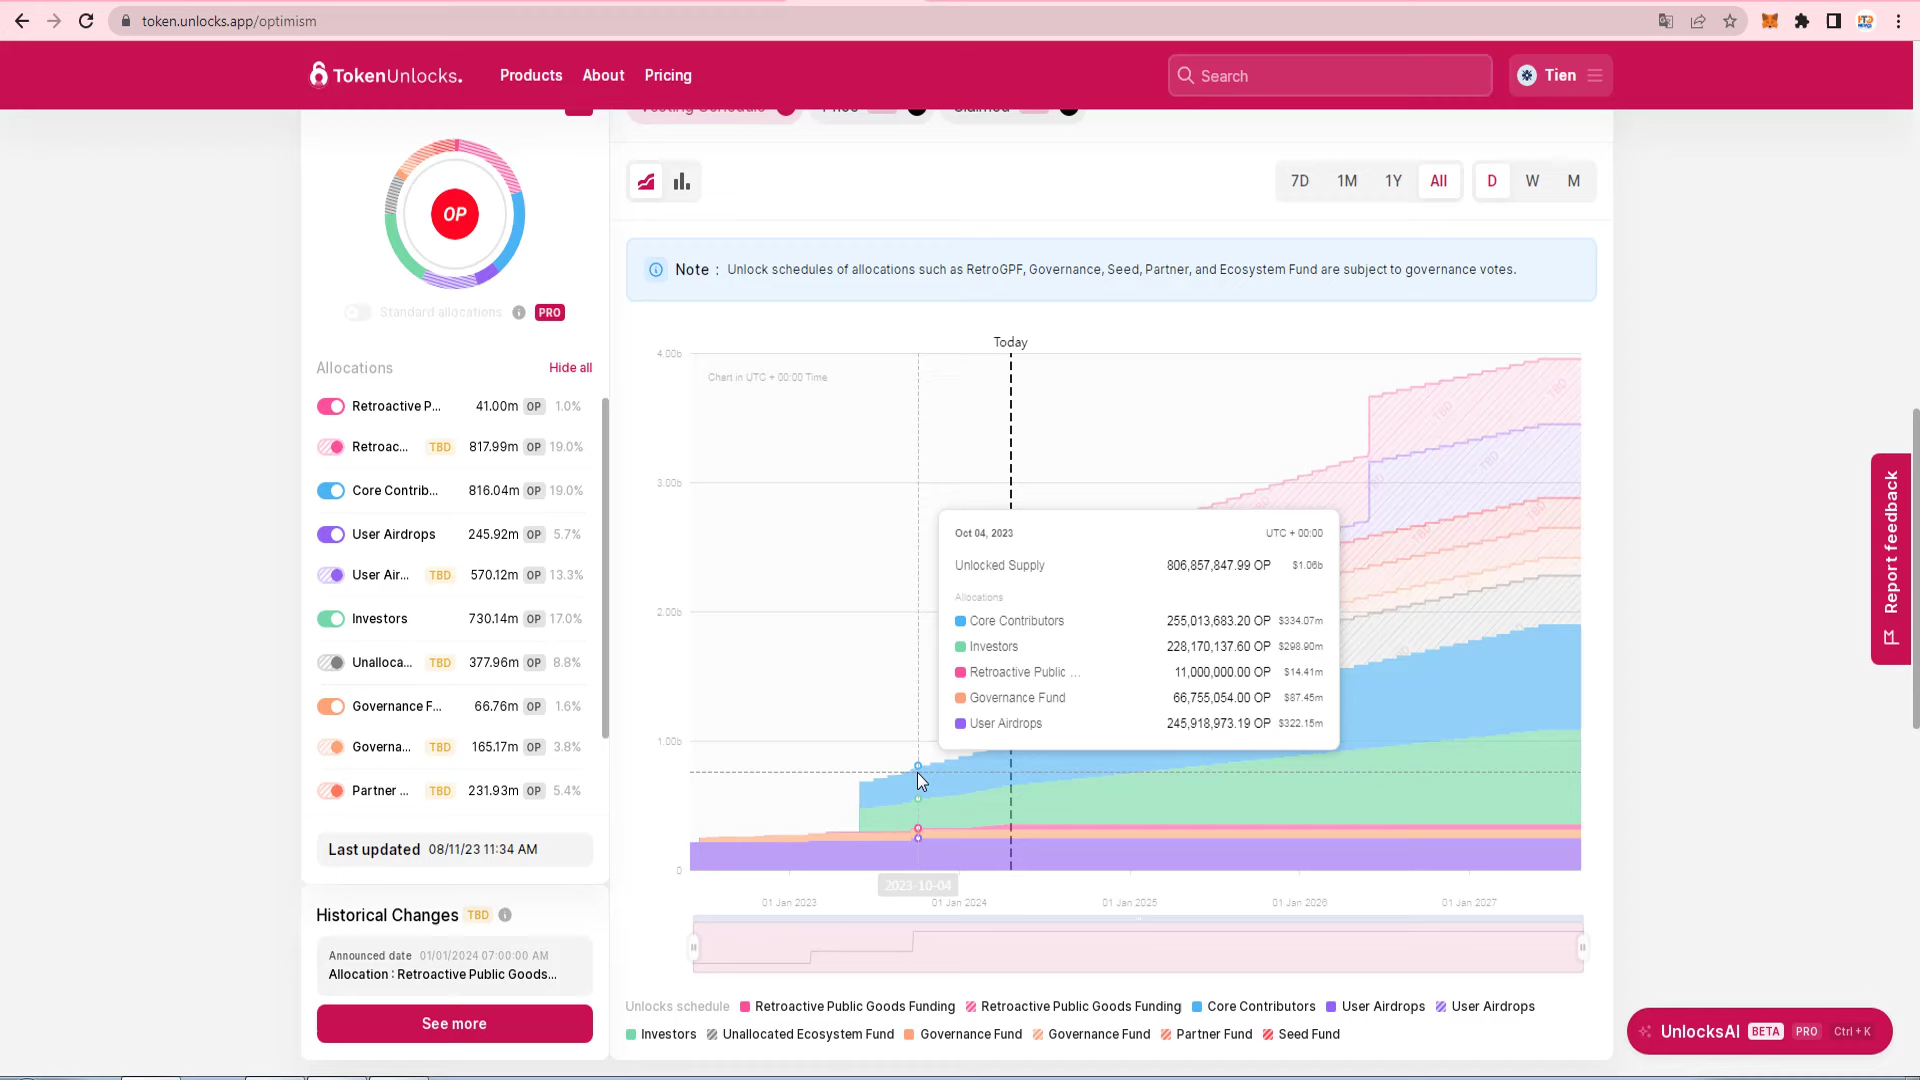 token.unlocks.app/optimism
TokenUnlocks.
Products
About
Pricing
Search
Tien
Vesting Schedule
Price
Claimed
OP
Standard allocations
PRO
Allocations
Hide all
Retroactive P... 41.00m OP 1.0%
Retroac... TBD 817.99m OP 19.0%
Core Contrib... 816.04m OP 19.0%
User Airdrops 245.92m OP 5.7%
User Air... TBD 570.12m OP 13.3%
Investors 730.14m OP 17.0%
Unalloca... TBD 377.96m OP 8.8%
Governance F... 66.76m OP 1.6%
Governa... TBD 165.17m OP 3.8%
Partner ... TBD 231.93m OP 5.4%
Last updated 08/11/23 11:34 AM
Historical Changes TBD
Announced date 01/01/2024 07:00:00 AM
Allocation : Retroactive Public Goods...
See more
7D 1M 1Y All
D W M
Note : Unlock schedules of allocations such as RetroGPF, Governance, Seed, Partner, and Ecosystem Fund are subject to governance votes.
Today
Chart in UTC + 00:00 Time
4.00b
3.00b
2.00b
1.00b
0
TBD
TBD
TBD
TBD
TBD
Oct 04, 2023 UTC + 00:00
Unlocked Supply 806,857,847.99 OP $1.06b
Allocations
Core Contributors 255,013,683.20 OP $334.07m
Investors 228,170,137.60 OP $298.90m
Retroactive Public ... 11,000,000.00 OP $14.41m
Governance Fund 66,755,054.00 OP $87.45m
User Airdrops 245,918,973.19 OP $322.15m
2023-10-04
01 Jan 2023 01 Jan 2024 01 Jan 2025 01 Jan 2026 01 Jan 2027
Unlocks schedule Retroactive Public Goods Funding Retroactive Public Goods Funding Core Contributors User Airdrops User Airdrops
Investors Unallocated Ecosystem Fund Governance Fund Governance Fund Partner Fund Seed Fund
Report feedback
UnlocksAI BETA PRO Ctrl + K